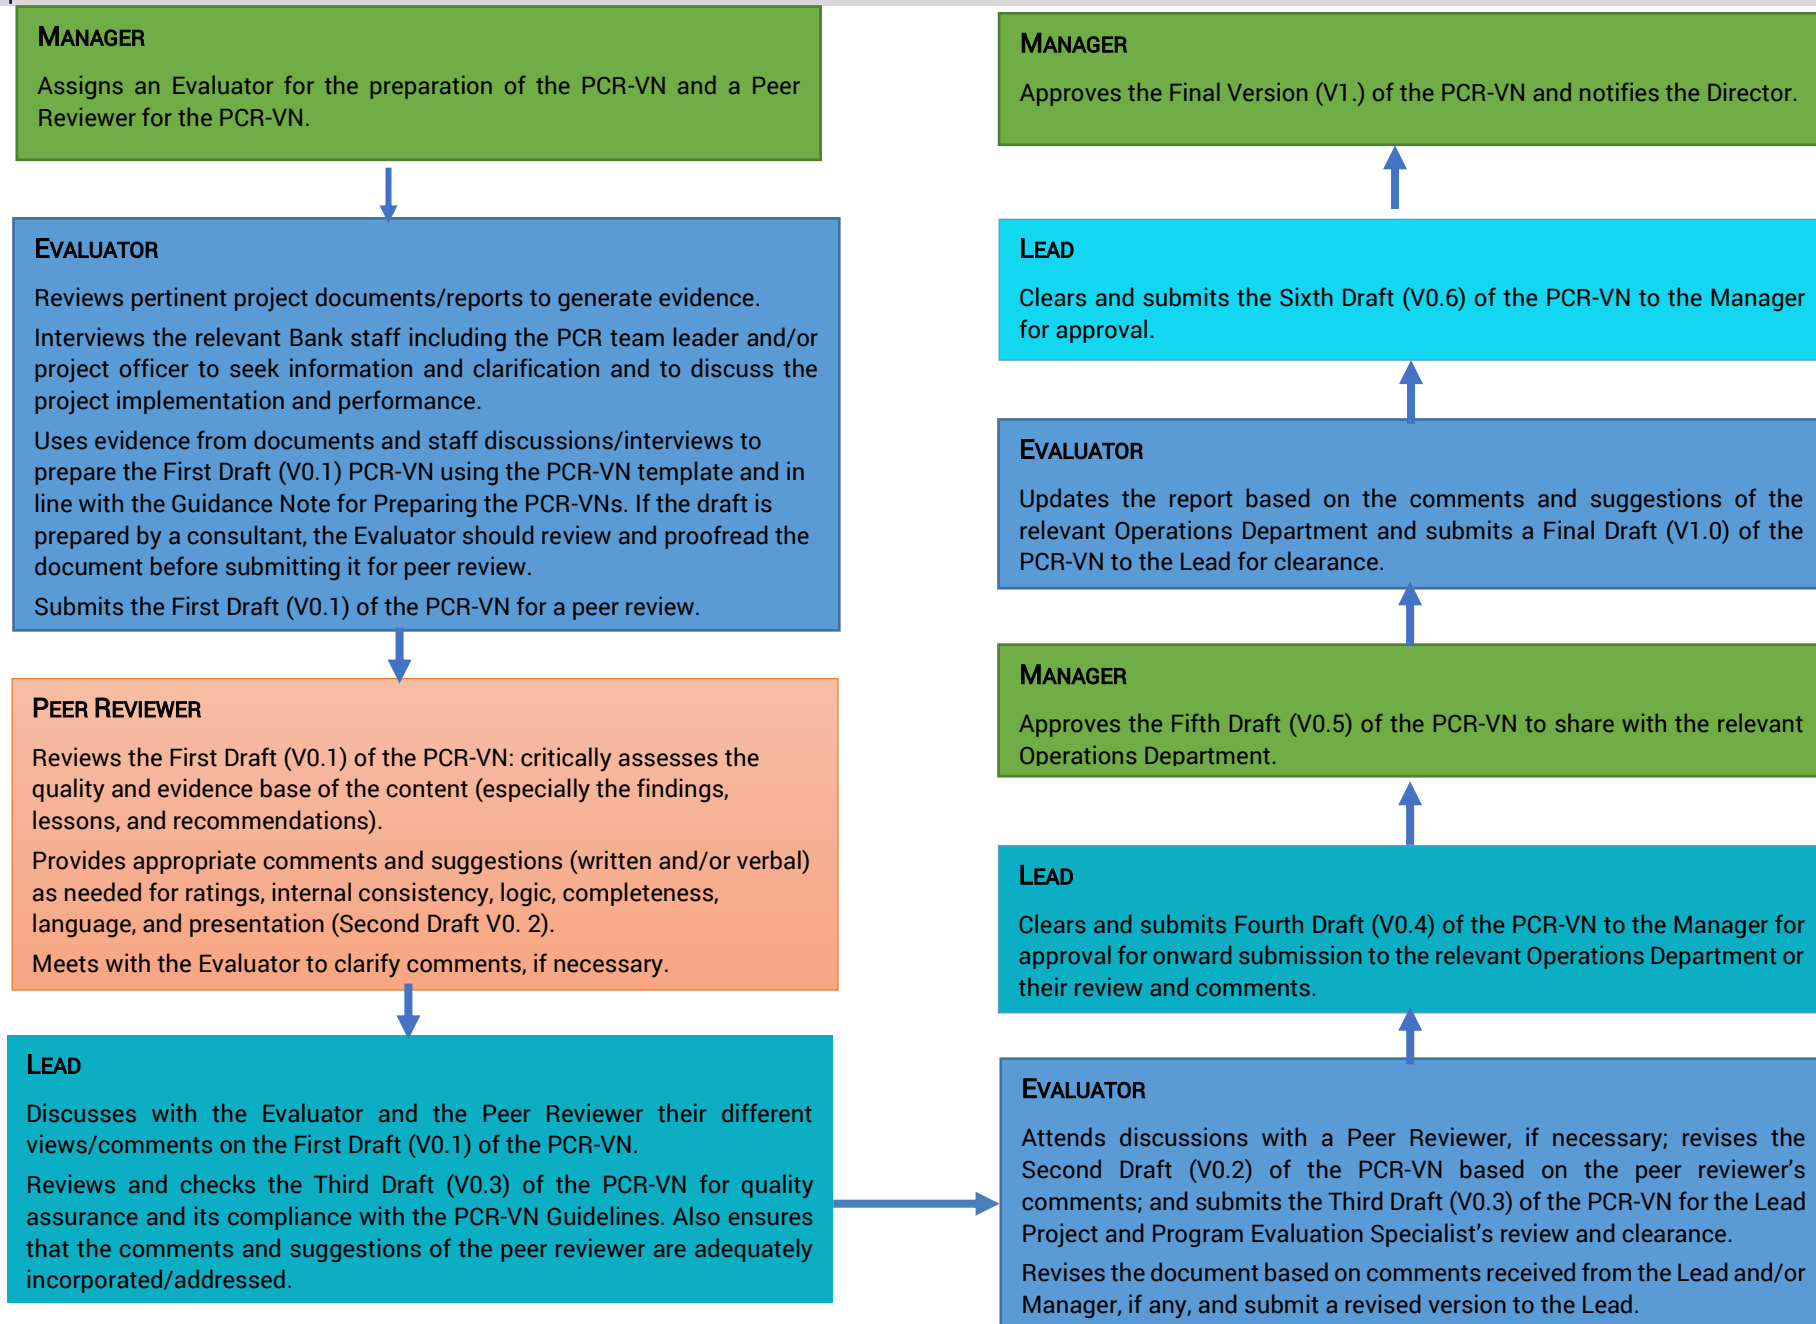 MANAGER
Assigns an Evaluator for the preparation of the PCR-VN and a Peer
Reviewer for the PCR-VN.
EVALUATOR
Reviews pertinent project documents/reports to generate evidence.
Interviews the relevant Bank staff including the PCR team leader and/or
project officer to seek information and clarification and to discuss the
project implementation and performance.
Uses evidence from documents and staff discussions/interviews to
prepare the First Draft (V0.1) PCR-VN using the PCR-VN template and in
line with the Guidance Note for Preparing the PCR-VNs. If the draft is
prepared by a consultant, the Evaluator should review and proofread the
document before submitting it for peer review.
Submits the First Draft (V0.1) of the PCR-VN for a peer review.
PEER REVIEWER
Reviews the First Draft (V0.1) of the PCR-VN: critically assesses the
quality and evidence base of the content (especially the findings,
lessons, and recommendations).
Provides appropriate comments and suggestions (written and/or verbal)
as needed for ratings, internal consistency, logic, completeness,
language, and presentation (Second Draft V0. 2).
Meets with the Evaluator to clarify comments, if necessary.
LEAD
Discusses with the Evaluator and the Peer Reviewer their different
views/comments on the First Draft (V0.1) of the PCR-VN.
Reviews and checks the Third Draft (V0.3) of the PCR-VN for quality
assurance and its compliance with the PCR-VN Guidelines. Also ensures
that the comments and suggestions of the peer reviewer are adequately
incorporated/addressed.
EVALUATOR
Attends discussions with a Peer Reviewer, if necessary; revises the
Second Draft (V0.2) of the PCR-VN based on the peer reviewer's
comments; and submits the Third Draft (V0.3) of the PCR-VN for the Lead
Project and Program Evaluation Specialist's review and clearance.
Revises the document based on comments received from the Lead and/or
Manager, if any, and submit a revised version to the Lead.
LEAD
Clears and submits Fourth Draft (V0.4) of the PCR-VN to the Manager for
approval for onward submission to the relevant Operations Department or
their review and comments.
MANAGER
Approves the Fifth Draft (V0.5) of the PCR-VN to share with the relevant
Operations Department.
EVALUATOR
Updates the report based on the comments and suggestions of the
relevant Operations Department and submits a Final Draft (V1.0) of the
PCR-VN to the Lead for clearance.
LEAD
Clears and submits the Sixth Draft (V0.6) of the PCR-VN to the Manager
for approval.
MANAGER
Approves the Final Version (V1.) of the PCR-VN and notifies the Director.